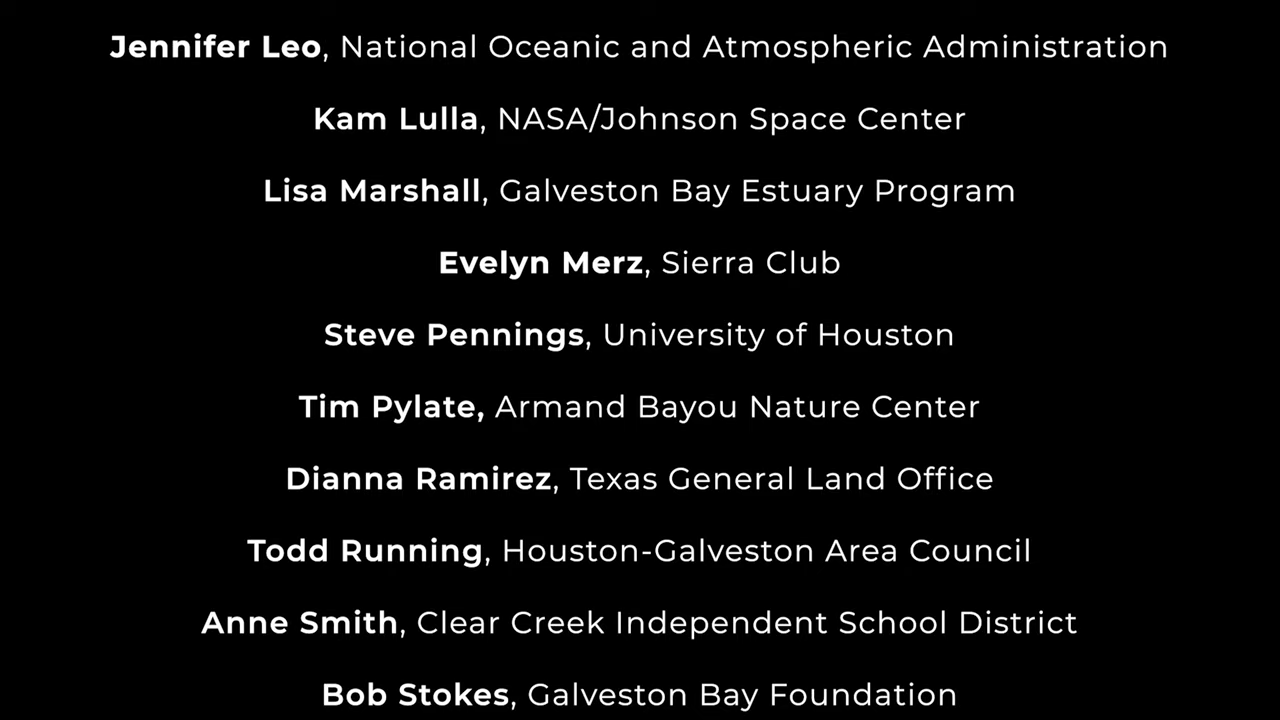 Jennifer Leo, National Oceanic and Atmospheric Administration
Kam Lulla, NASA/Johnson Space Center
Lisa Marshall, Galveston Bay Estuary Program
Evelyn Merz, Sierra Club
Steve Pennings, University of Houston
Tim Pylate, Armand Bayou Nature Center
Dianna Ramirez, Texas General Land Office
Todd Running, Houston-Galveston Area Council
Anne Smith, Clear Creek Independent School District
Bob Stokes, Galveston Bay Foundation